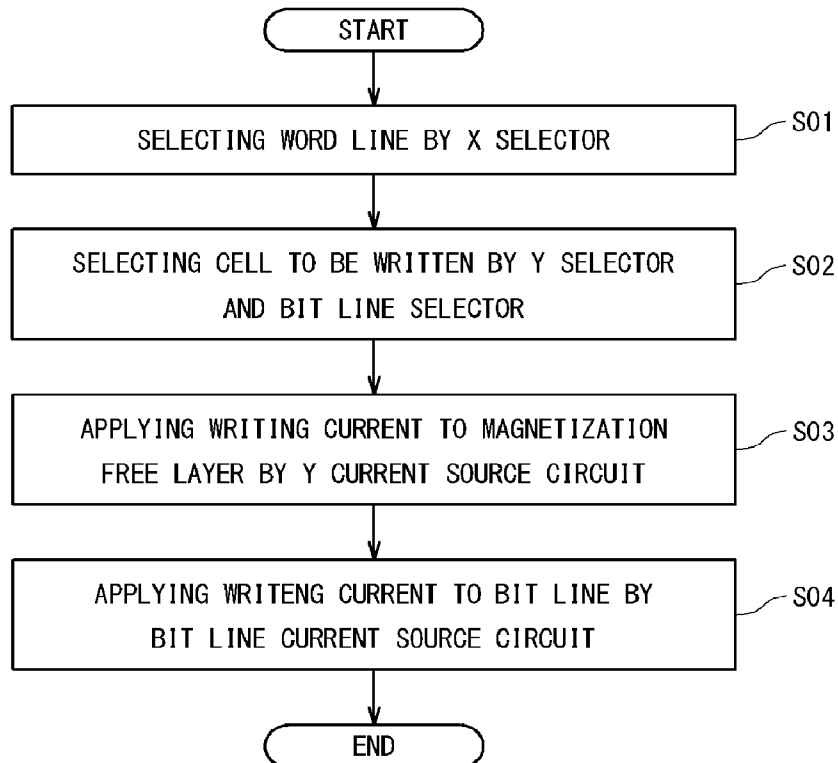 START
SELECTING WORD LINE BY X SELECTOR
S01
SELECTING CELL TO BE WRITTEN BY Y SELECTOR
AND BIT LINE SELECTOR
S02
APPLYING WRITING CURRENT TO MAGNETIZATION
FREE LAYER BY Y CURRENT SOURCE CIRCUIT
S03
APPLYING WRITENG CURRENT TO BIT LINE BY
BIT LINE CURRENT SOURCE CIRCUIT
S04
END